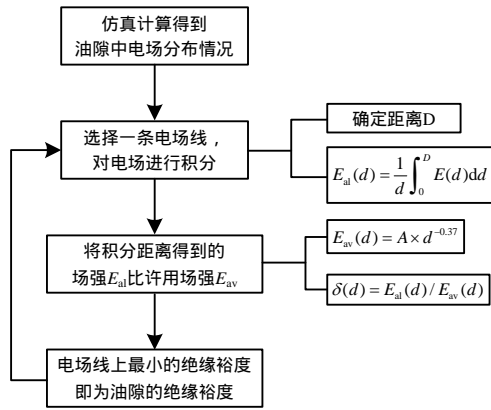 仿真计算得到
油隙中电场分布情况
选择一条电场线，
对电场进行积分
确定距离D
E_al(d) = \frac{1}{d} \int_0^D E(d)dd
将积分距离得到的
场强E_al比许用场强E_av
E_av(d) = A × d^{-0.37}
δ(d) = E_al(d) / E_av(d)
电场线上最小的绝缘裕度
即为油隙的绝缘裕度